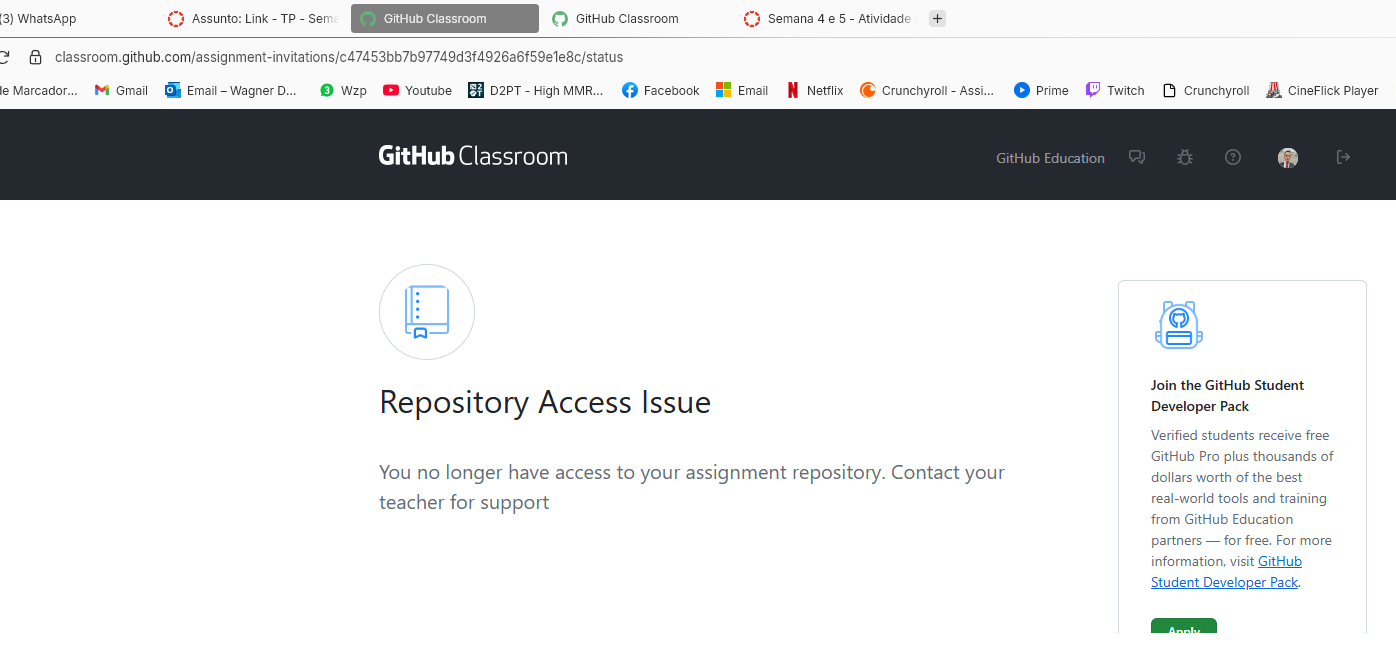 (3) WhatsApp
Assunto: Link - TP - Sema
GitHub Classroom
GitHub Classroom
Semana 4 e 5 - Atividade
+
classroom.github.com/assignment-invitations/c47453bb7b97749d3f4926a6f59e1e8c/status
de Marcador...
Gmail
Email – Wagner D...
3
Wzp
Youtube
D2PT - High MMR...
Facebook
Email
Netflix
Crunchyroll - Assi...
Prime
Twitch
Crunchyroll
CineFlick Player
GitHub Classroom
GitHub Education
Repository Access Issue
You no longer have access to your assignment repository. Contact your
teacher for support
Join the GitHub Student
Developer Pack
Verified students receive free
GitHub Pro plus thousands of
dollars worth of the best
real-world tools and training
from GitHub Education
partners — for free. For more
information, visit GitHub
Student Developer Pack.
Apply